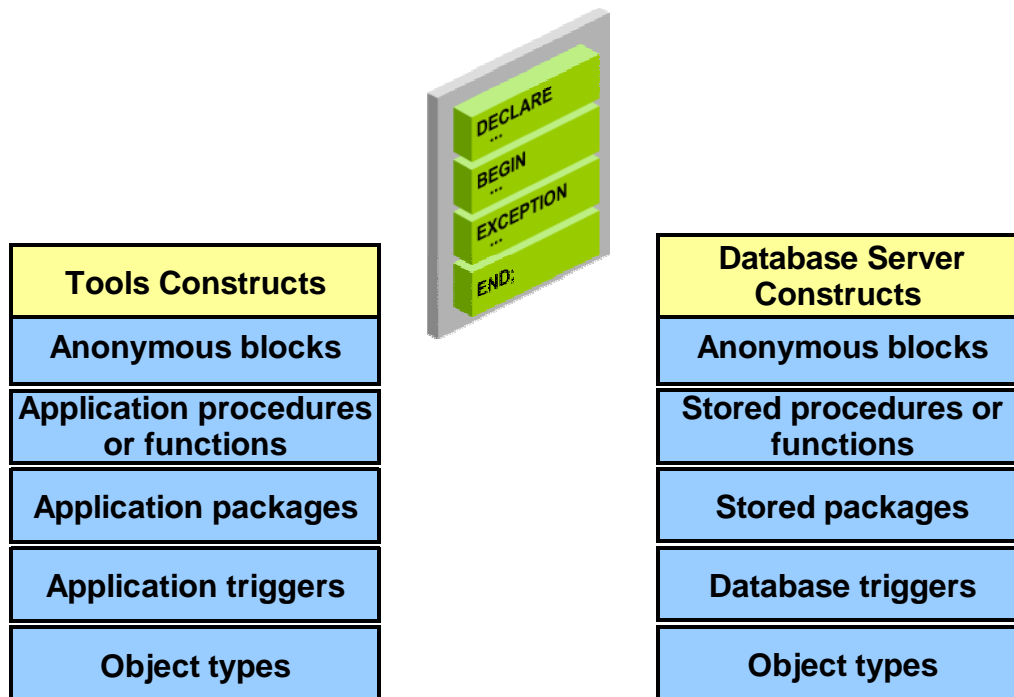 DECLARE
...
BEGIN
...
EXCEPTION
...
END;
Tools Constructs
Anonymous blocks
Application procedures
or functions
Application packages
Application triggers
Object types
Database Server
Constructs
Anonymous blocks
Stored procedures or
functions
Stored packages
Database triggers
Object types